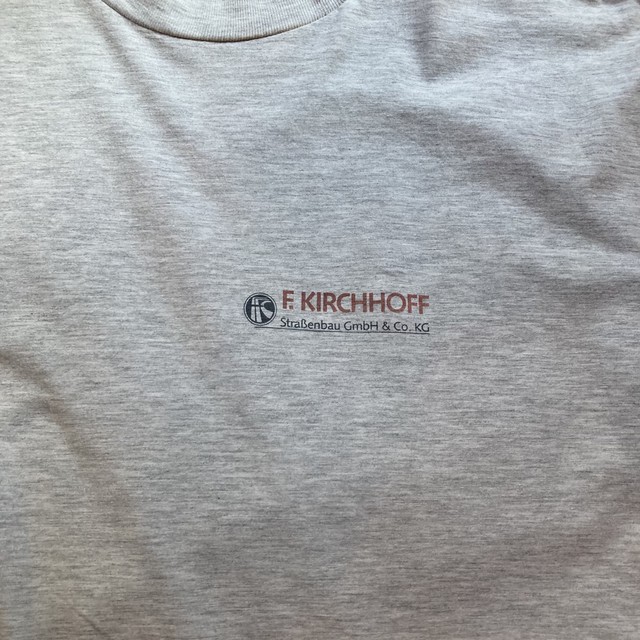 F. KIRCHHOFF
Straßenbau GmbH & Co. KG